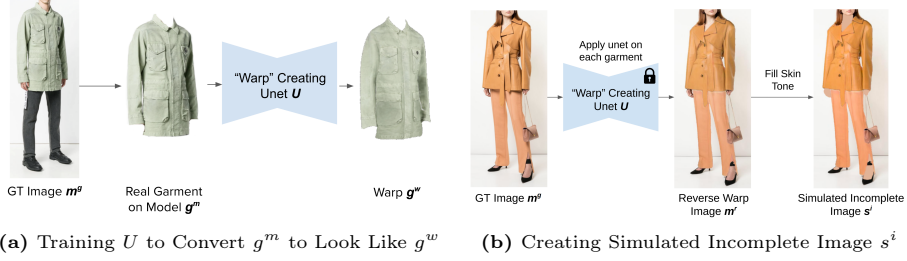 GT Image m^g
Real Garment
on Model g^m
"Warp" Creating
Unet U
Warp g^w
(a) Training U to Convert g^m to Look Like g^w
GT Image m^g
Apply unet on
each garment
"Warp" Creating
Unet U
Reverse Warp
Image m^r
Fill Skin
Tone
Simulated Incomplete
Image s^i
(b) Creating Simulated Incomplete Image s^i